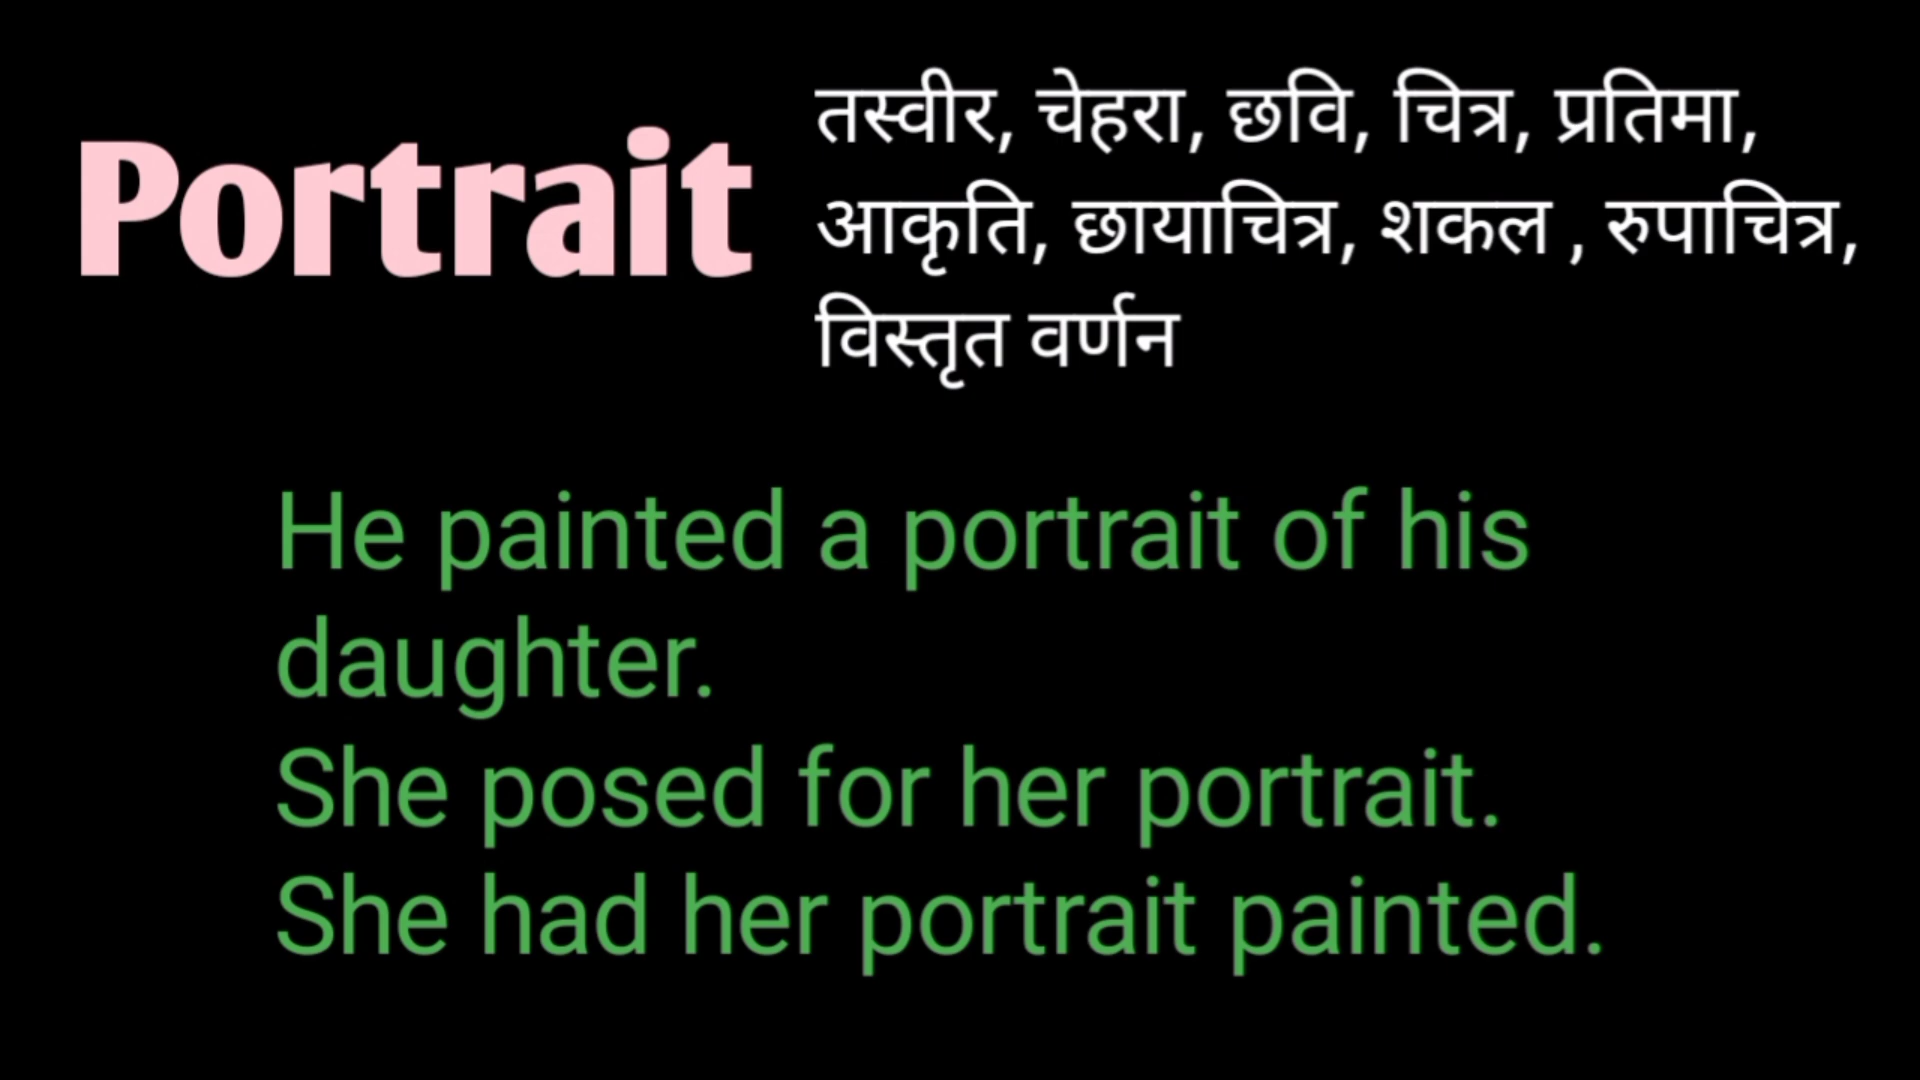 Portrait
तस्वीर, चेहरा, छवि, चित्र, प्रतिमा,
आकृति, छायाचित्र, शकल , रुपाचित्र,
विस्तृत वर्णन
He painted a portrait of his
daughter.
She posed for her portrait.
She had her portrait painted.